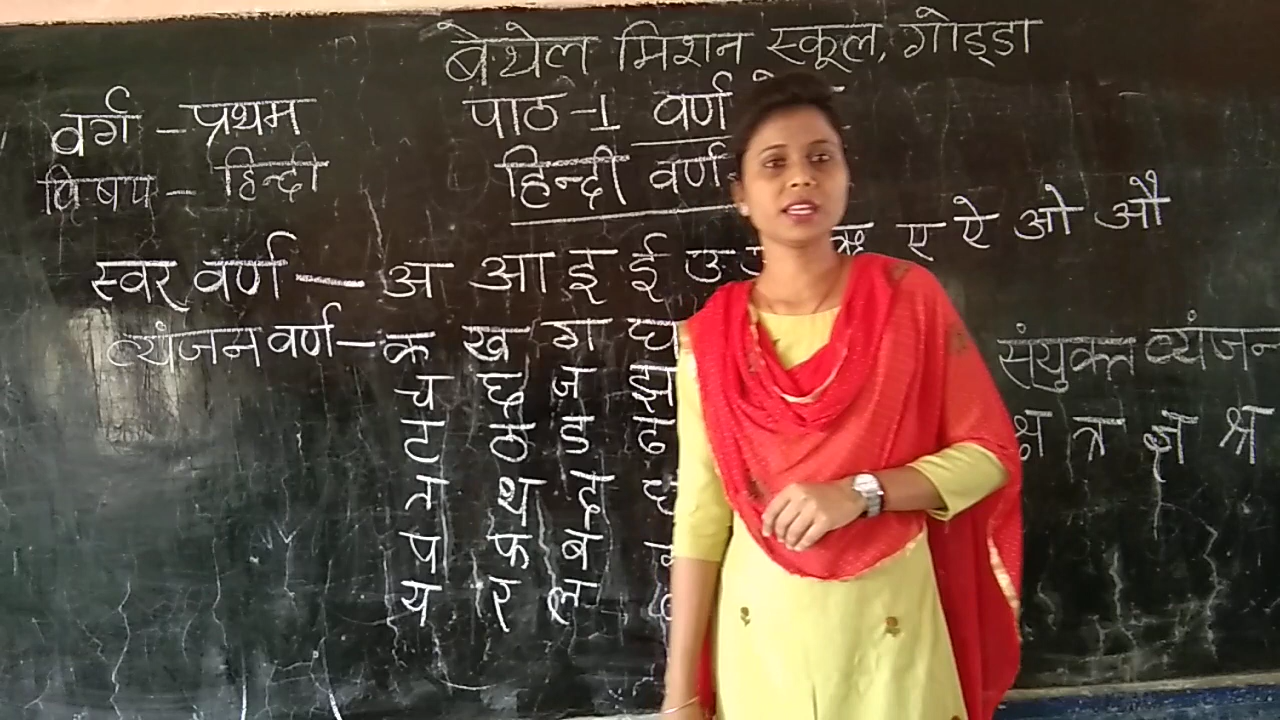 बेथेल मिशन स्कूल, गोड्डा
वर्ग - प्रथम
पाठ-1 वर्ण
विषय - हिन्दी
हिन्दी वर्ण
स्वर वर्ण — अ आ इ ई उ ऋ ए ऐ ओ औ
व्यंजन वर्ण — क ख ग घ
संयुक्त व्यंजन
च छ ज झ
क्ष त्र ज्ञ श्र
ट ठ ड ढ
त थ द ध
प फ ब
य र ल